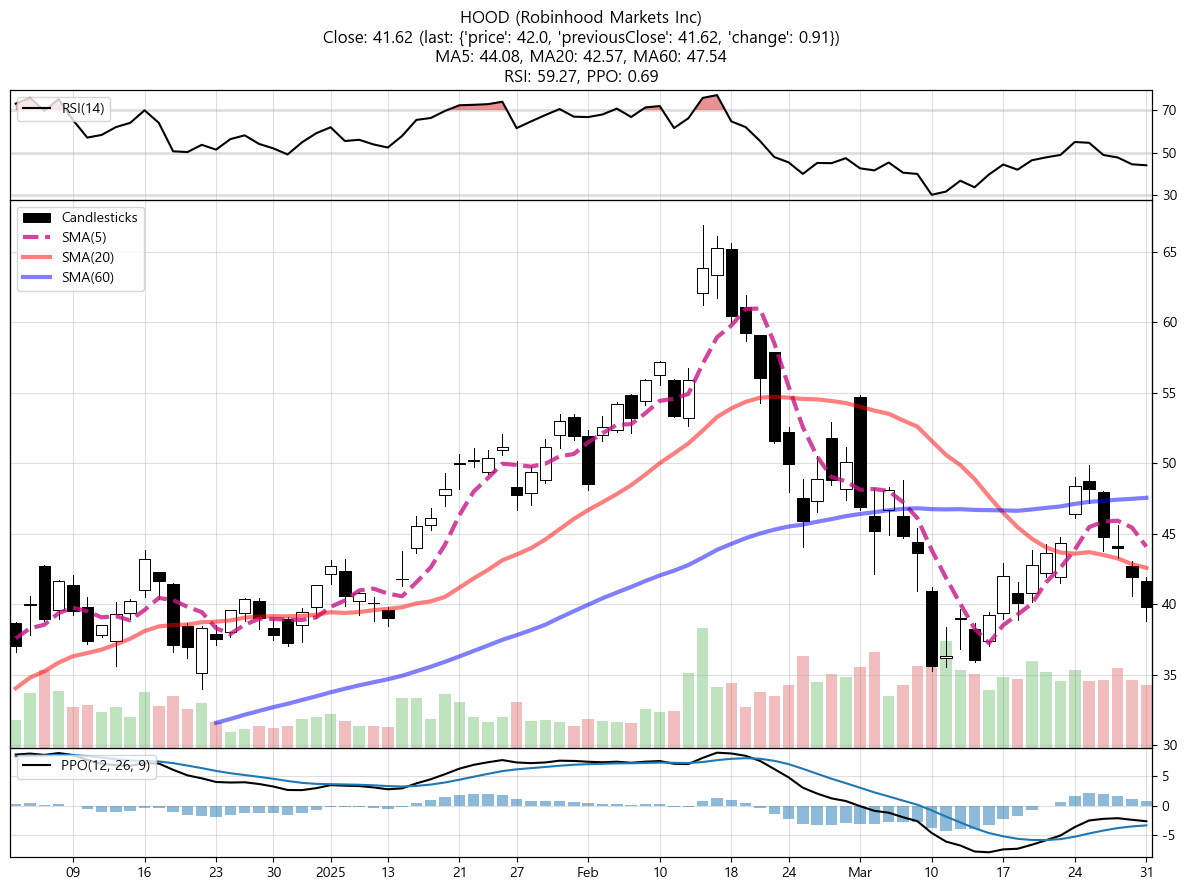 HOOD (Robinhood Markets Inc)
Close: 41.62 (last: {'price': 42.0, 'previousClose': 41.62, 'change': 0.91})
MA5: 44.08, MA20: 42.57, MA60: 47.54
RSI: 59.27, PPO: 0.69
RSI(14)
70
50
30
Candlesticks
SMA(5)
SMA(20)
SMA(60)
65
60
55
50
45
40
35
30
PPO(12, 26, 9)
5
0
-5
09 16 23 30 2025 13 21 27 Feb 10 18 24 Mar 10 17 24 31